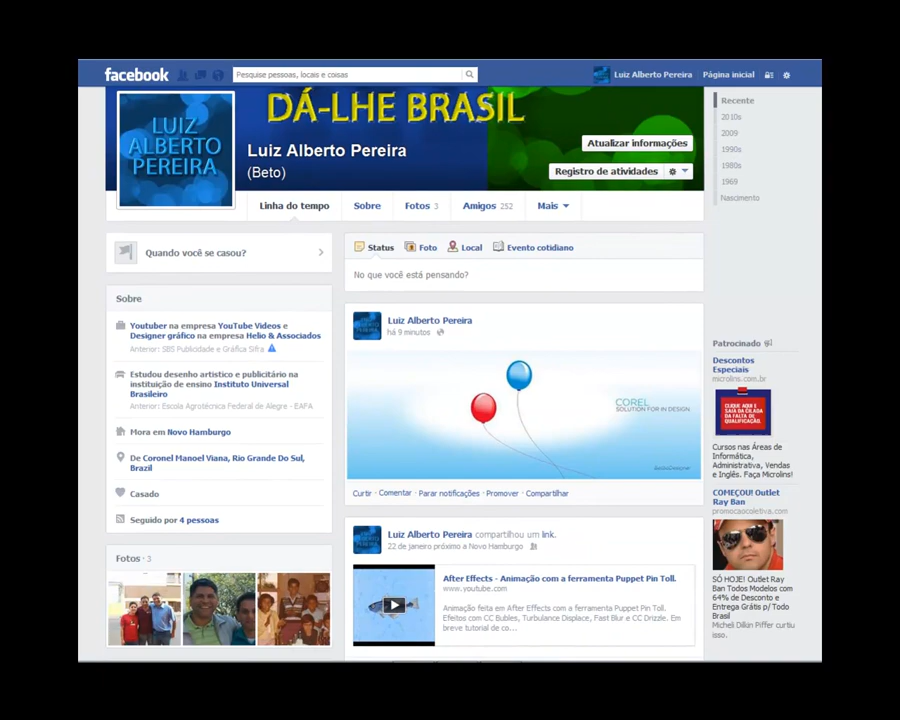 facebook
Pesquise pessoas, locais e coisas
Luiz Alberto Pereira
Página inicial
DÁ-LHE BRASIL
LUIZ
ALBERTO
PEREIRA
Luiz Alberto Pereira
(Beto)
Atualizar informações
Registro de atividades
Linha do tempo
Sobre
Fotos 3
Amigos 252
Mais
Recente
2010s
2009
1990s
1980s
1969
Nascimento
Quando você se casou?
Sobre
Youtuber na empresa YouTube Videos e
Designer gráfico na empresa Helio & Associados
Anterior: SBS Publicidade e Gráfica Sifra
Estudou desenho artistico e publicitário na
instituição de ensino Instituto Universal
Brasileiro
Anterior: Escola Agrotécnica Federal de Alegre - EAFA
Mora em Novo Hamburgo
De Coronel Manoel Viana, Rio Grande Do Sul,
Brazil
Casado
Seguido por 4 pessoas
Fotos · 3
Status
Foto
Local
Evento cotidiano
No que você está pensando?
Luiz Alberto Pereira
há 9 minutos
COREL
SOLUTION FOR IN DESIGN
Curtir · Comentar · Parar notificações · Promover · Compartilhar
Luiz Alberto Pereira compartilhou um link.
22 de janeiro próximo a Novo Hamburgo
After Effects - Animação com a ferramenta Puppet Pin Toll.
www.youtube.com
Animação feita em After Effects com a ferramenta Puppet Pin Toll.
Efeitos com CC Bubles, Turbulance Displace, Fast Blur e CC Drizzle. Em
breve tutorial de co...
Patrocinado
Descontos
Especiais
microlins.com.br
CLIQUE AQUI E
SAIA DA CILADA
DA FALTA DE
QUALIFICAÇÃO.
Cursos nas Áreas de
Informática,
Administrativa, Vendas
e Inglês. Faça Microlins!
COMEÇOU! Outlet
Ray Ban
promocaocoletiva.com
SÓ HOJE! Outlet Ray
Ban Todos Modelos com
64% de Desconto e
Entrega Grátis p/ Todo
Brasil
Micheli Dilkin Piffer curtiu
isso.